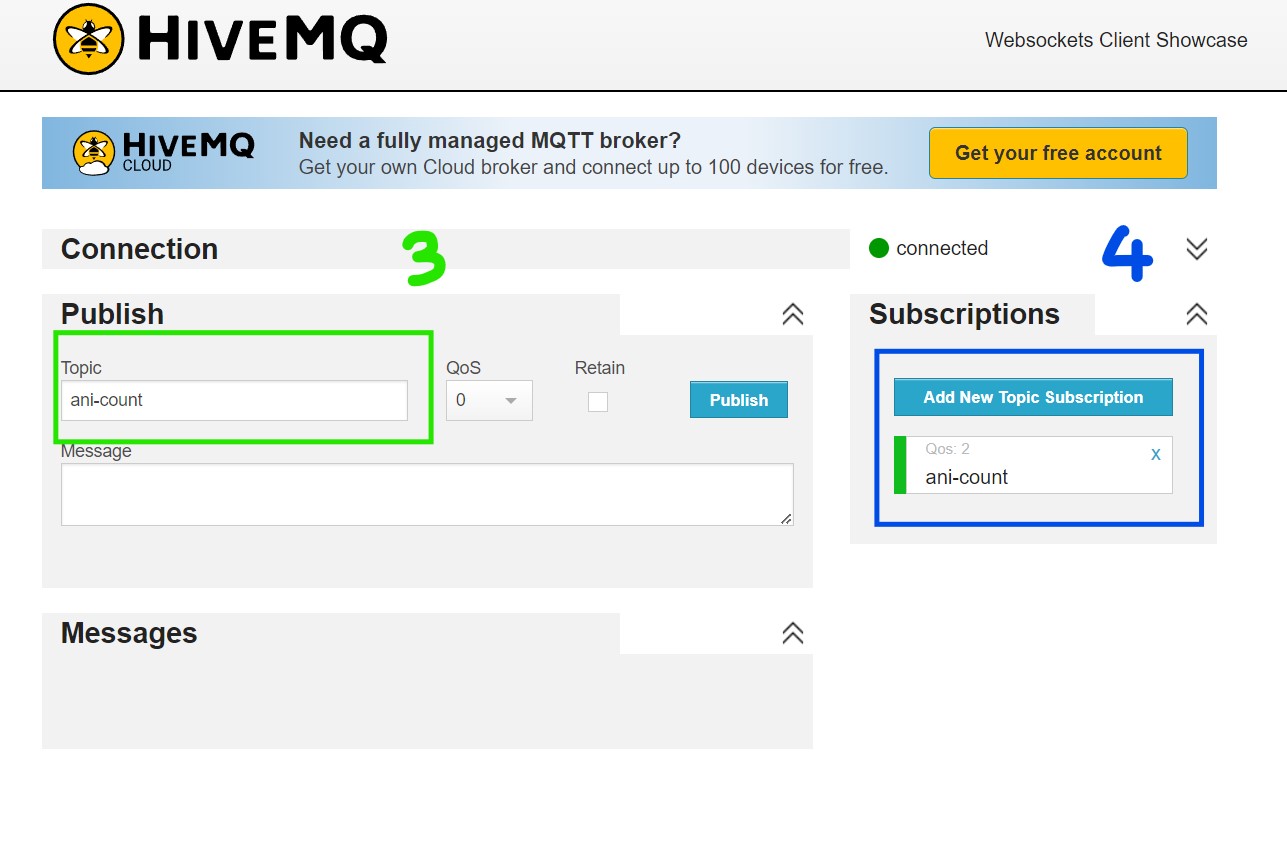 HIVEMQ
Websockets Client Showcase
HIVEMQ
CLOUD
Need a fully managed MQTT broker?
Get your own Cloud broker and connect up to 100 devices for free.
Get your free account
Connection
3
connected
4
Publish
Topic
QoS
Retain
ani-count
0
Publish
Message
Subscriptions
Add New Topic Subscription
Qos: 2
x
ani-count
Messages